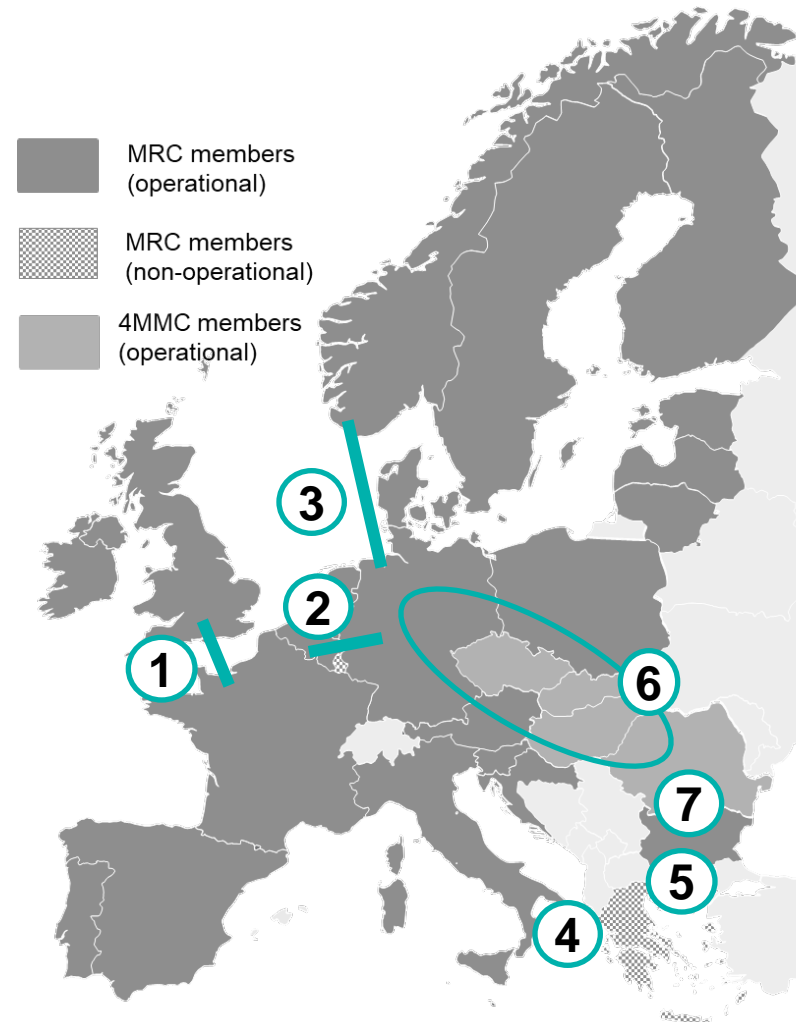 MRC members
(operational)
MRC members
(non-operational)
4MMC members
(operational)
3
2
1
6
7
5
4